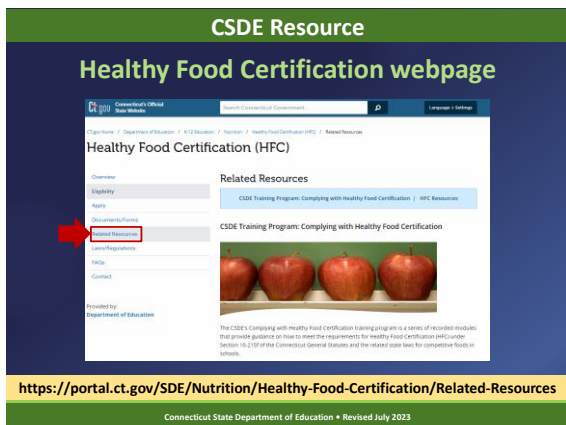 CSDE Resource
Healthy Food Certification webpage
Ct.gov Connecticut's Official
State Website
Search Connecticut Government...
Language + Settings
CT.gov Home / Department of Education / K-12 Education / Nutrition / Healthy Food Certification (HFC) / Related Resources
Healthy Food Certification (HFC)
Overview
Eligibility
Apply
Documents/Forms
Related Resources
Laws/Regulations
FAQs
Contact
Provided by:
Department of Education
Related Resources
CSDE Training Program: Complying with Healthy Food Certification | HFC Resources
CSDE Training Program: Complying with Healthy Food Certification
The CSDE's Complying with Healthy Food Certification training program is a series of recorded modules
that provide guidance on how to meet the requirements for Healthy Food Certification (HFC) under
Section 10-215f of the Connecticut General Statutes and the related state laws for competitive foods in
schools.
https://portal.ct.gov/SDE/Nutrition/Healthy-Food-Certification/Related-Resources
Connecticut State Department of Education • Revised July 2023